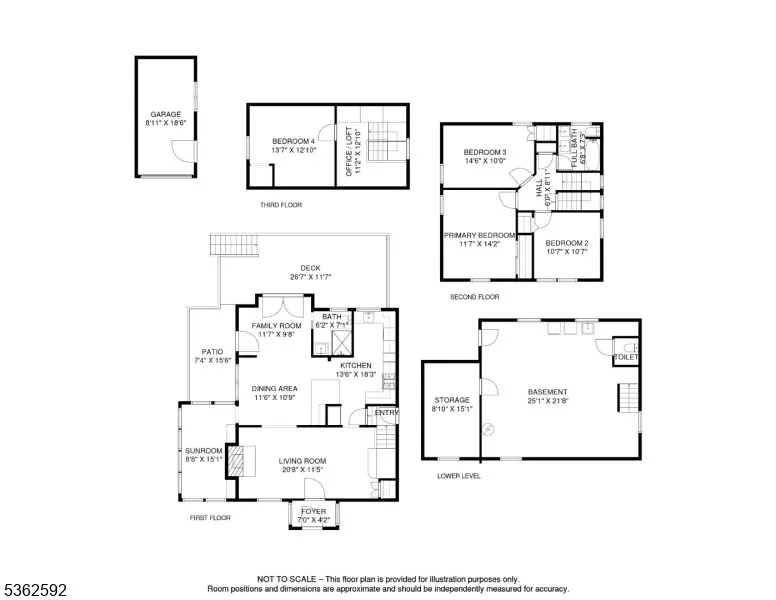 GARAGE
8'11" X 18'6"
BEDROOM 4
13'7" X 12'10"
OFFICE / LOFT
11'2" X 12'10"
THIRD FLOOR
BEDROOM 3
14'6" X 10'0"
FULL BATH
6'8" X 7'3"
HALL
6'0" X 8'11"
PRIMARY BEDROOM
11'7" X 14'2"
BEDROOM 2
10'7" X 10'7"
SECOND FLOOR
DECK
26'7" X 11'7"
FAMILY ROOM
11'7" X 9'8"
BATH
6'2" X 7'1"
PATIO
7'4" X 15'6"
KITCHEN
13'6" X 18'3"
DINING AREA
11'6" X 10'9"
ENTRY
SUNROOM
8'8" X 15'1"
LIVING ROOM
20'8" X 11'5"
FOYER
7'0" X 4'2"
FIRST FLOOR
TOILET
BASEMENT
25'1" X 21'8"
STORAGE
8'10" X 15'1"
LOWER LEVEL
NOT TO SCALE – This floor plan is provided for illustration purposes only.
Room positions and dimensions are approximate and should be independently measured for accuracy.
5362592